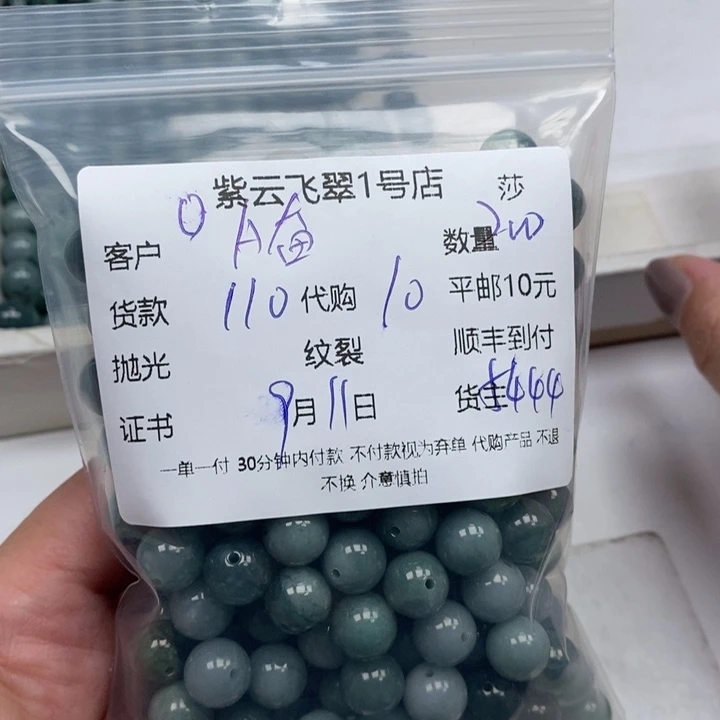 紫云飞翠1号店 莎
客户 0 A 数量
货款 110 代购 10 平邮10元
抛光 纹裂 顺丰到付
证书 9月11日 货主 444
一单一付 30分钟内付款 不付款视为弃单 代购产品 不退
不换 介意慎拍